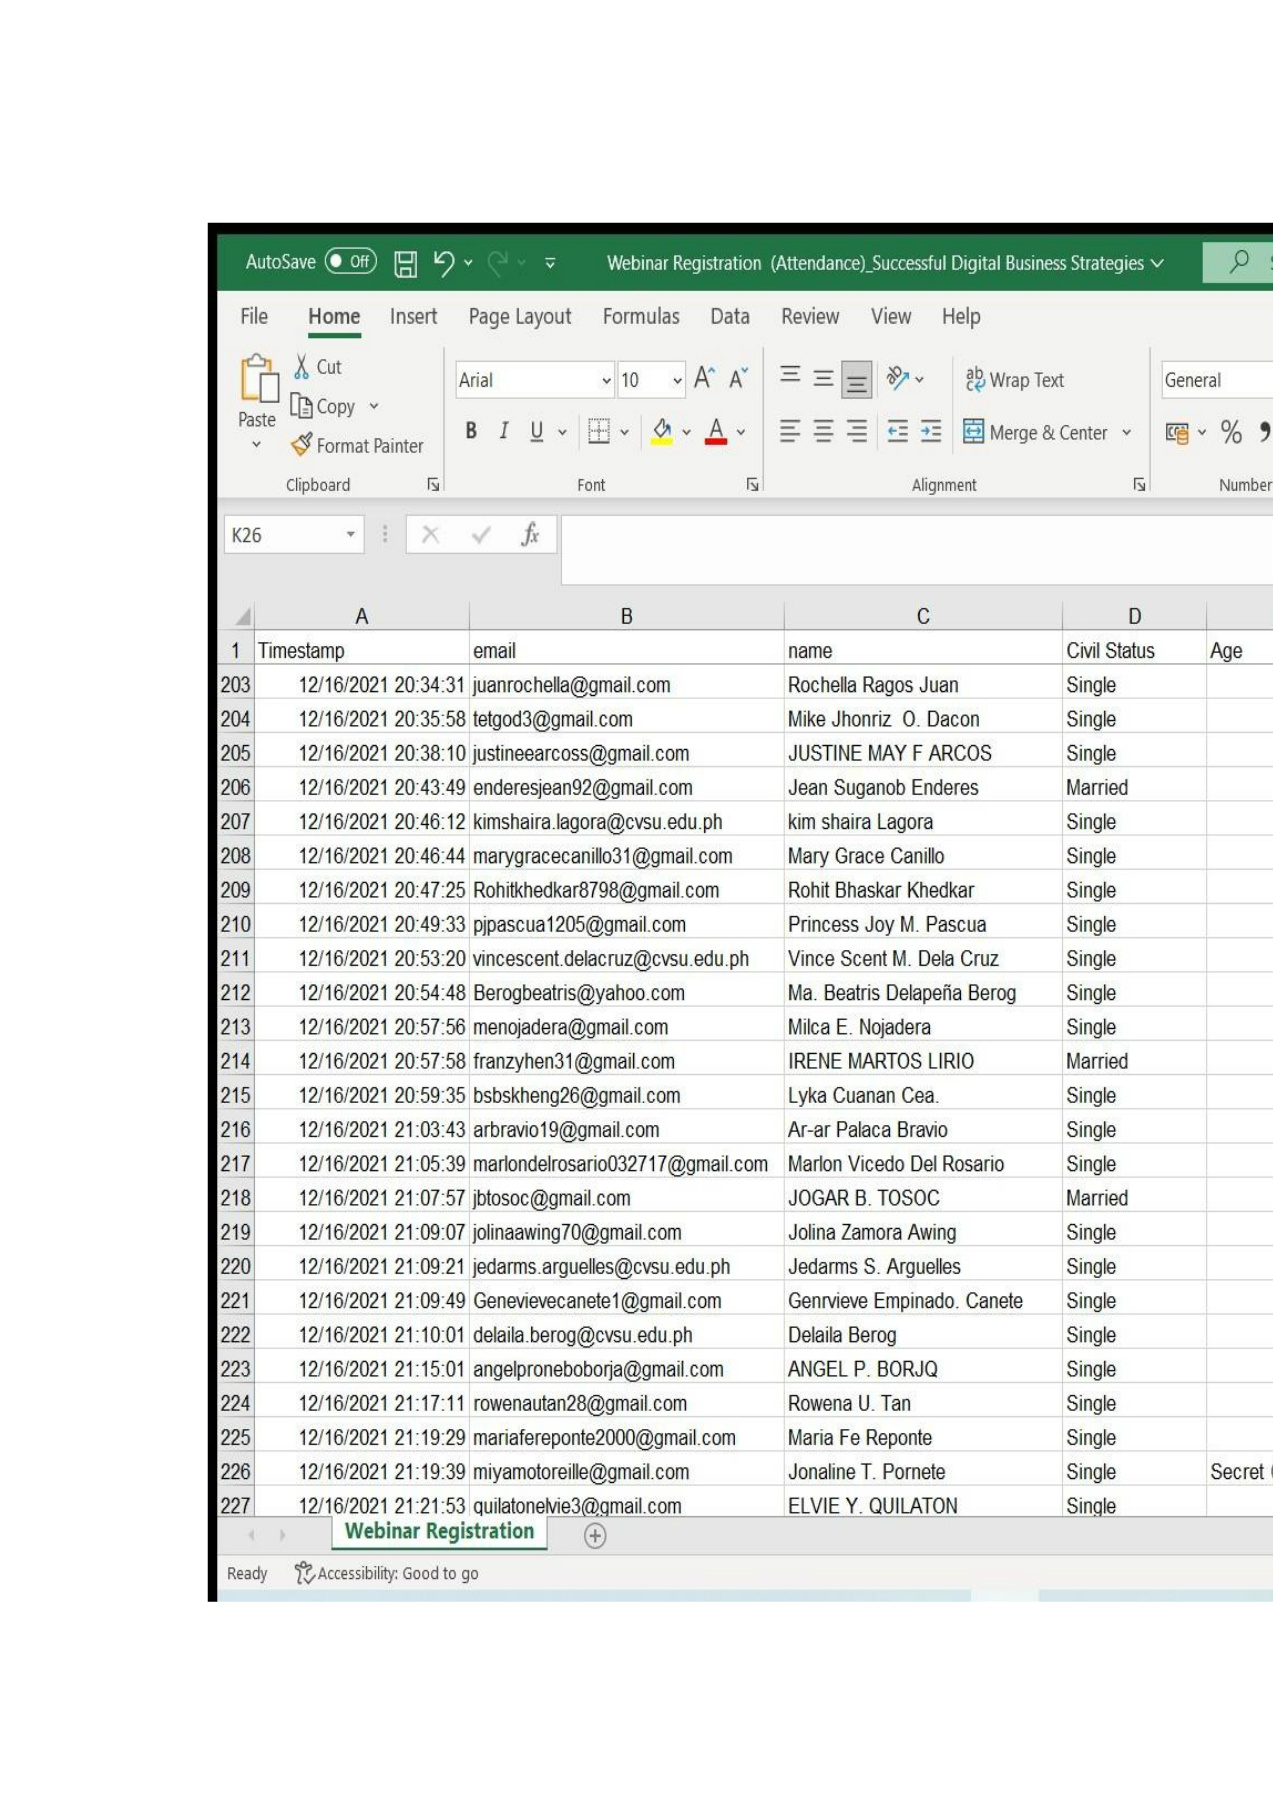 AutoSave Off Webinar Registration (Attendance)_Successful Digital Business Strategies
File Home Insert Page Layout Formulas Data Review View Help
Cut
Copy
Paste
Format Painter
Arial 10
B I U
Wrap Text
Merge & Center
General
%
Clipboard Font Alignment Number
K26 fx
A B C D
1 Timestamp email name Civil Status Age
203 12/16/2021 20:34:31 juanrochella@gmail.com Rochella Ragos Juan Single
204 12/16/2021 20:35:58 tetgod3@gmail.com Mike Jhonriz O. Dacon Single
205 12/16/2021 20:38:10 justineearcoss@gmail.com JUSTINE MAY F ARCOS Single
206 12/16/2021 20:43:49 enderesjean92@gmail.com Jean Suganob Enderes Married
207 12/16/2021 20:46:12 kimshaira.lagora@cvsu.edu.ph kim shaira Lagora Single
208 12/16/2021 20:46:44 marygracecanillo31@gmail.com Mary Grace Canillo Single
209 12/16/2021 20:47:25 Rohitkhedkar8798@gmail.com Rohit Bhaskar Khedkar Single
210 12/16/2021 20:49:33 pjpascua1205@gmail.com Princess Joy M. Pascua Single
211 12/16/2021 20:53:20 vincescent.delacruz@cvsu.edu.ph Vince Scent M. Dela Cruz Single
212 12/16/2021 20:54:48 Berogbeatris@yahoo.com Ma. Beatris Delapeña Berog Single
213 12/16/2021 20:57:56 menojadera@gmail.com Milca E. Nojadera Single
214 12/16/2021 20:57:58 franzyhen31@gmail.com IRENE MARTOS LIRIO Married
215 12/16/2021 20:59:35 bsbskheng26@gmail.com Lyka Cuanan Cea. Single
216 12/16/2021 21:03:43 arbravio19@gmail.com Ar-ar Palaca Bravio Single
217 12/16/2021 21:05:39 marlondelrosario032717@gmail.com Marlon Vicedo Del Rosario Single
218 12/16/2021 21:07:57 jbtosoc@gmail.com JOGAR B. TOSOC Married
219 12/16/2021 21:09:07 jolinaawing70@gmail.com Jolina Zamora Awing Single
220 12/16/2021 21:09:21 jedarms.arguelles@cvsu.edu.ph Jedarms S. Arguelles Single
221 12/16/2021 21:09:49 Genevievecanete1@gmail.com Genrvieve Empinado. Canete Single
222 12/16/2021 21:10:01 delaila.berog@cvsu.edu.ph Delaila Berog Single
223 12/16/2021 21:15:01 angelproneboborja@gmail.com ANGEL P. BORJQ Single
224 12/16/2021 21:17:11 rowenautan28@gmail.com Rowena U. Tan Single
225 12/16/2021 21:19:29 mariafereponte2000@gmail.com Maria Fe Reponte Single
226 12/16/2021 21:19:39 miyamotoreille@gmail.com Jonaline T. Pornete Single Secret
227 12/16/2021 21:21:53 quilatonelvie3@gmail.com ELVIE Y. QUILATON Single
Webinar Registration
Ready Accessibility: Good to go